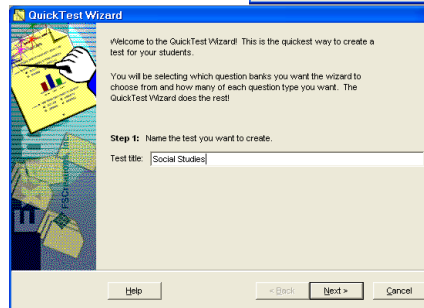 QuickTest Wizard
Welcome to the QuickTest Wizard! This is the quickest way to create a
test for your students.
You will be selecting which question banks you want the wizard to
choose from and how many of each question type you want. The
QuickTest Wizard does the rest!
Step 1: Name the test you want to create.
Test title: Social Studies
Help
< Back
Next >
Cancel